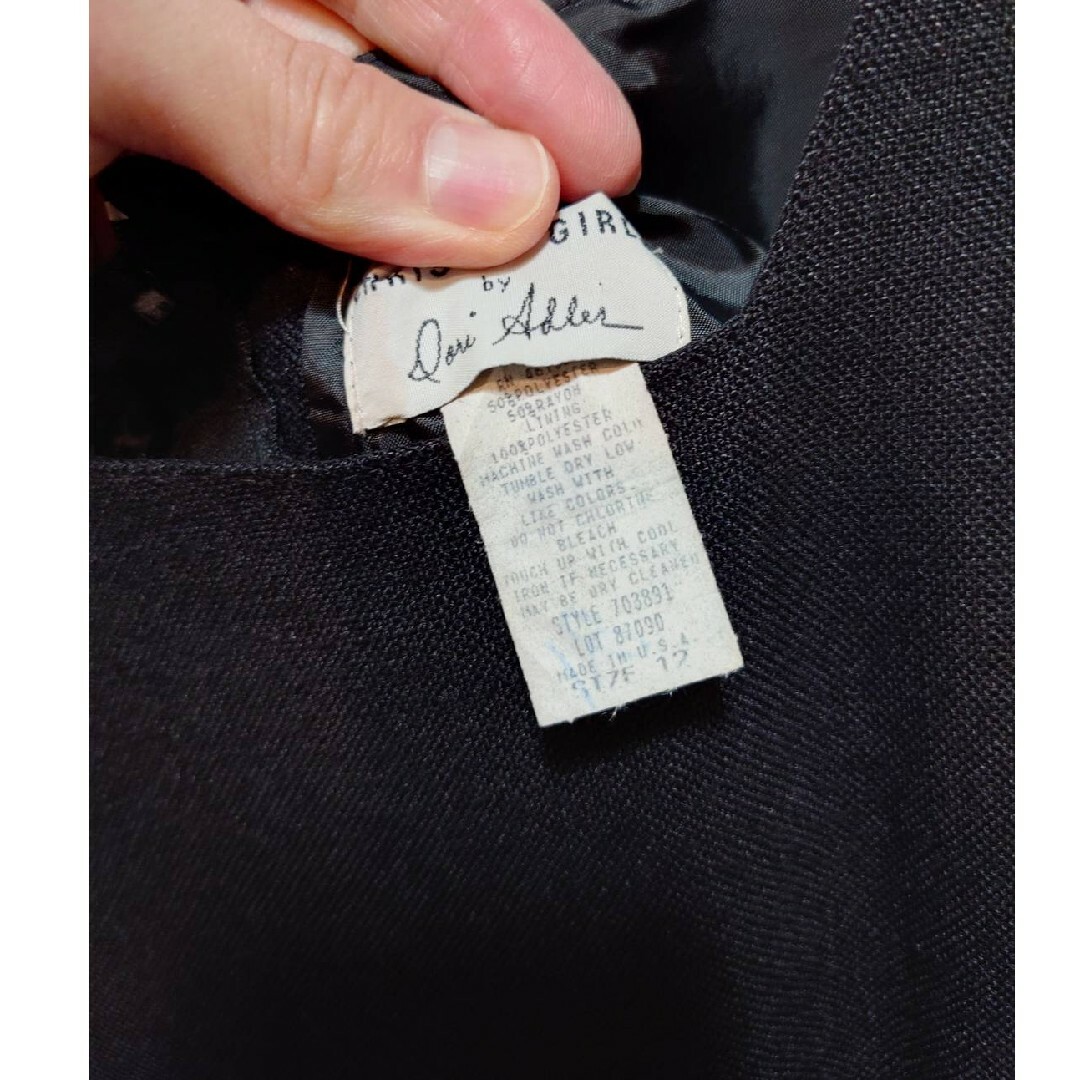 GIRL
by
Dori Adler
50%POLYESTER
50%RAYON
LINING
100%POLYESTER
MACHINE WASH COLD
TUMBLE DRY LOW
WASH WITH
LIKE COLORS.
DO NOT CHLORINE
BLEACH
TOUCH UP WITH COOL
IRON IF NECESSARY
MAY BE DRY CLEANED
STYLE 703891
LOT 87090
MADE IN U.S.A.
SIZE 12